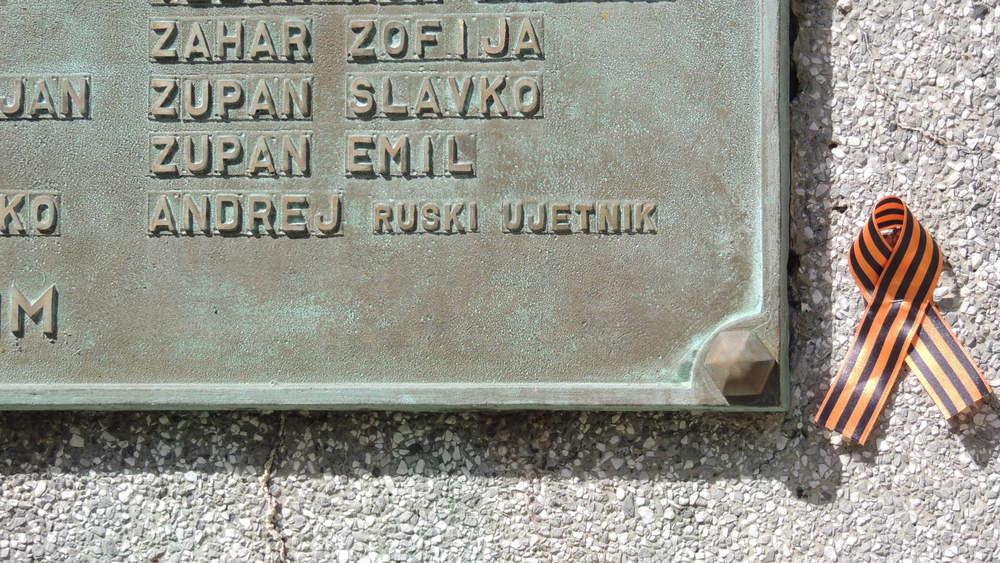 ZAHAR ZOFIJA
JAN ZUPAN SLAVKO
ZUPAN EMIL
KO ANDREJ RUSKI UJETNIK
M